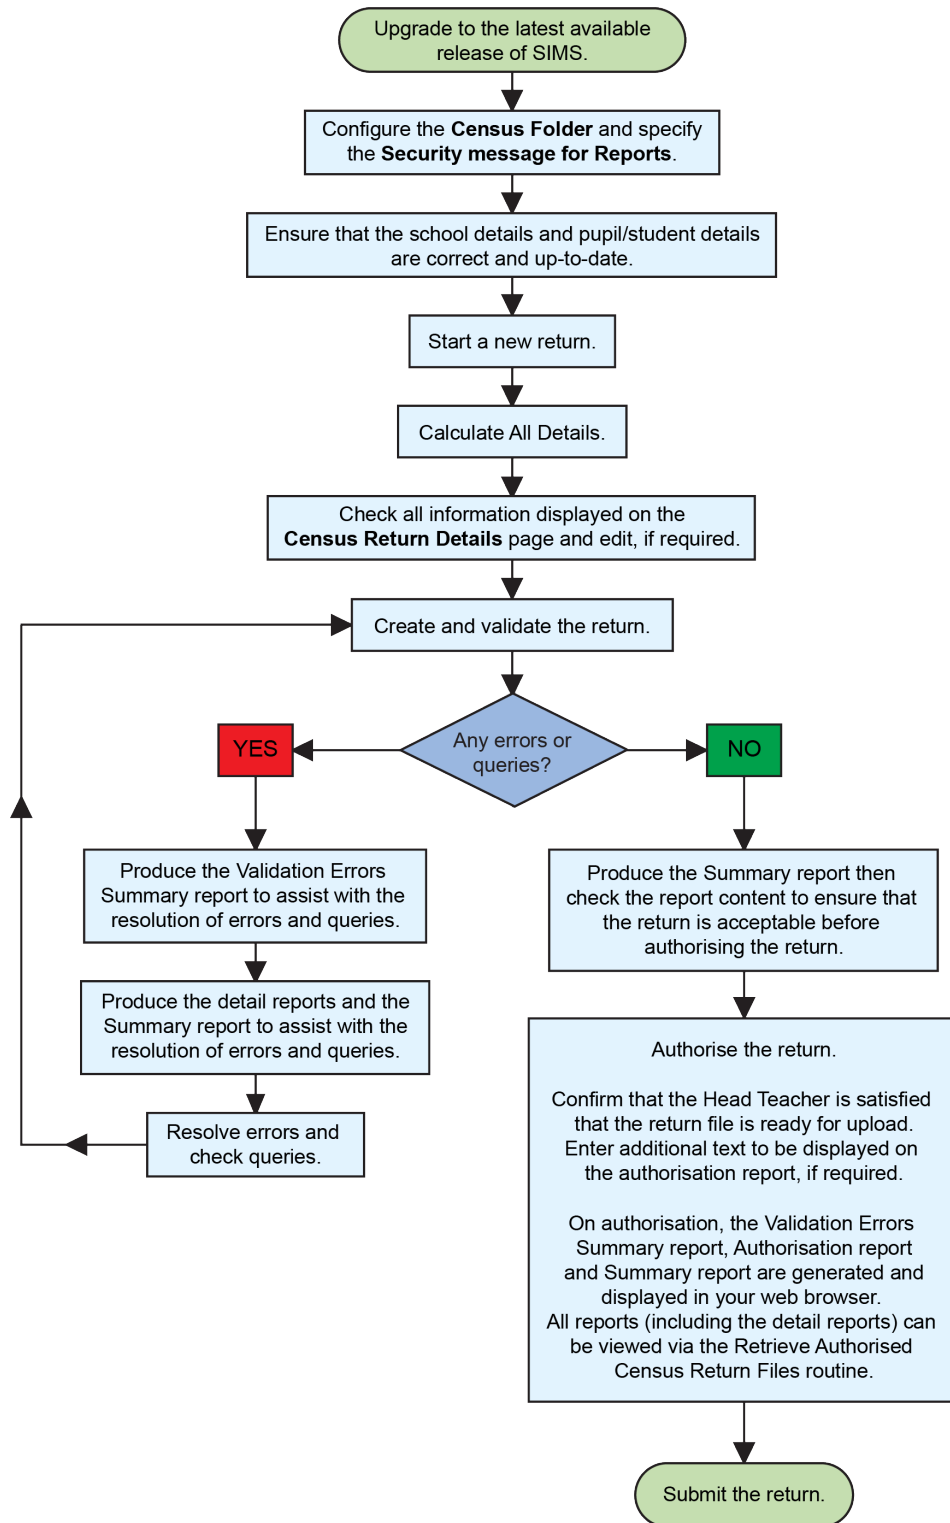 Upgrade to the latest available
release of SIMS.
Configure the Census Folder and specify
the Security message for Reports.
Ensure that the school details and pupil/student details
are correct and up-to-date.
Start a new return.
Calculate All Details.
Check all information displayed on the
Census Return Details page and edit, if required.
Create and validate the return.
Any errors or
queries?
YES
NO
Produce the Validation Errors
Summary report to assist with the
resolution of errors and queries.
Produce the detail reports and the
Summary report to assist with the
resolution of errors and queries.
Resolve errors and
check queries.
Produce the Summary report then
check the report content to ensure that
the return is acceptable before
authorising the return.
Authorise the return.
Confirm that the Head Teacher is satisfied
that the return file is ready for upload.
Enter additional text to be displayed on
the authorisation report, if required.
On authorisation, the Validation Errors
Summary report, Authorisation report
and Summary report are generated and
displayed in your web browser.
All reports (including the detail reports) can
be viewed via the Retrieve Authorised
Census Return Files routine.
Submit the return.